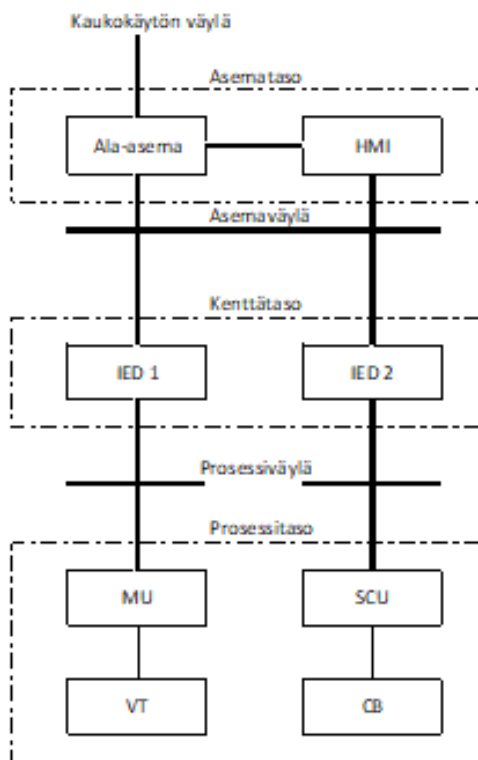 Kaukokäytön väylä
Asemataso
Ala-asema
HMI
Asemaväylä
Kenttätaso
IED 1
IED 2
Prosessiväylä
Prosessitaso
MU
SCU
VT
CB